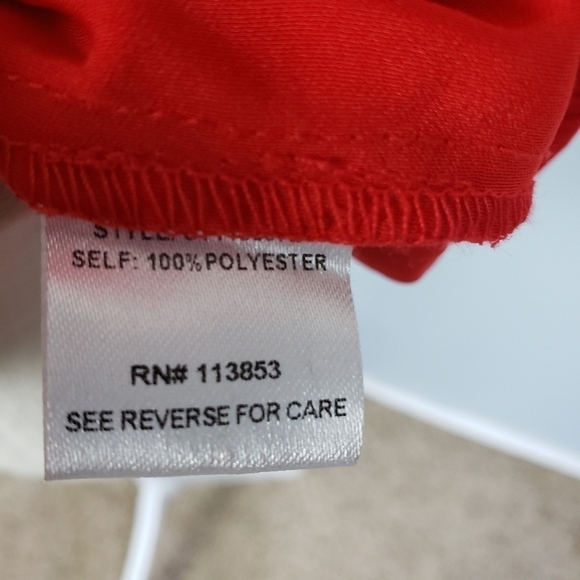 SELF: 100% POLYESTER
RN# 113853
SEE REVERSE FOR CARE